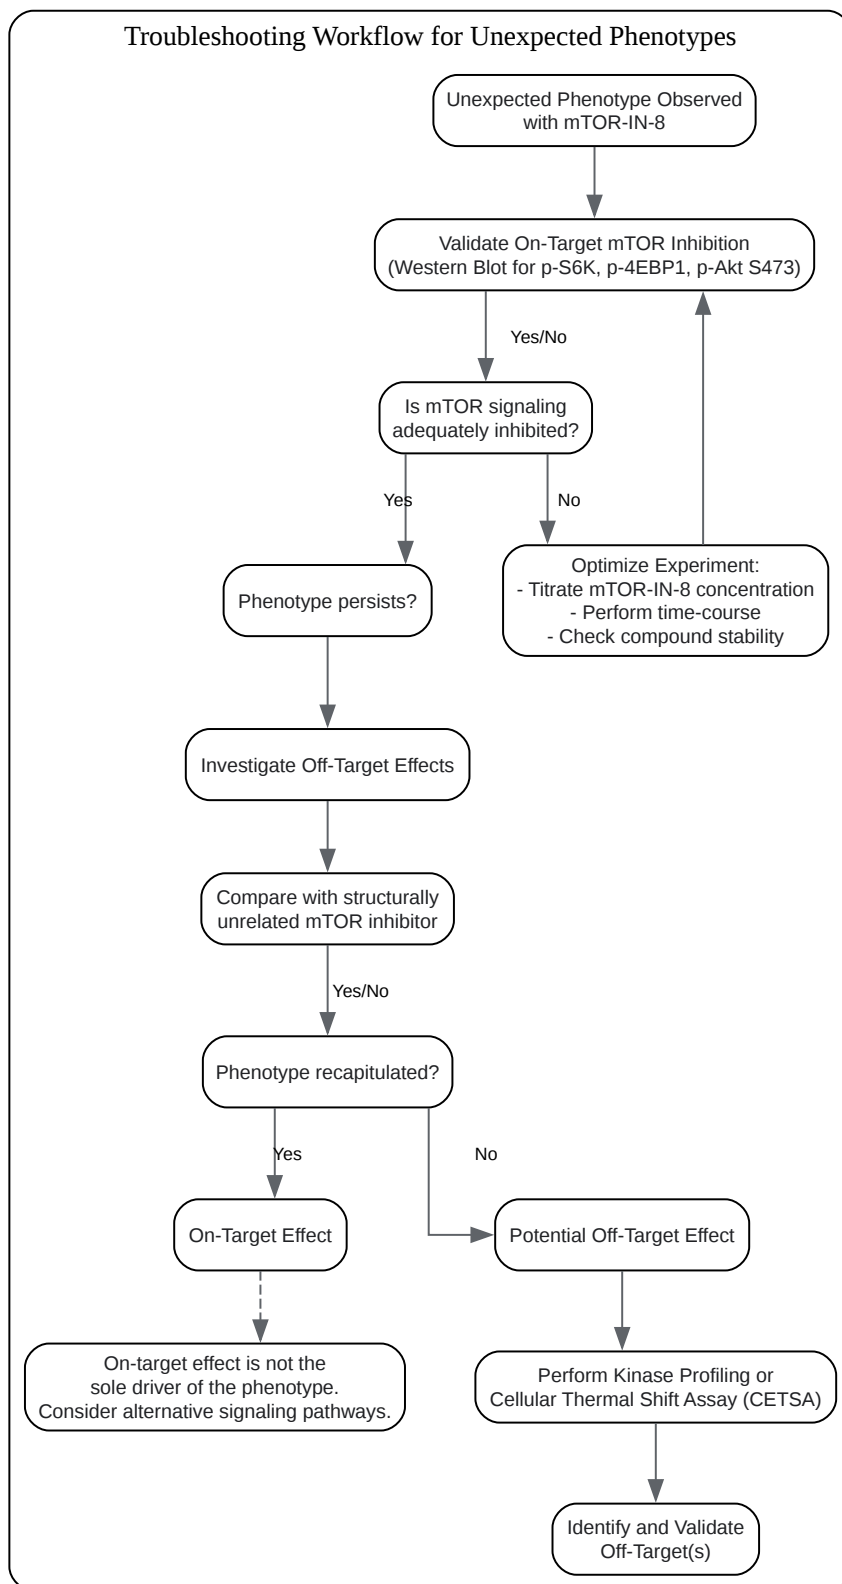 Troubleshooting Workflow for Unexpected Phenotypes
Unexpected Phenotype Observed
with mTOR-IN-8
Validate On-Target mTOR Inhibition
(Western Blot for p-S6K, p-4EBP1, p-Akt S473)
Yes/No
Is mTOR signaling
adequately inhibited?
Yes
No
Phenotype persists?
Optimize Experiment:
- Titrate mTOR-IN-8 concentration
- Perform time-course
- Check compound stability
Investigate Off-Target Effects
Compare with structurally
unrelated mTOR inhibitor
Yes/No
Phenotype recapitulated?
Yes
No
On-Target Effect
Potential Off-Target Effect
On-target effect is not the
sole driver of the phenotype.
Consider alternative signaling pathways.
Perform Kinase Profiling or
Cellular Thermal Shift Assay (CETSA)
Identify and Validate
Off-Target(s)